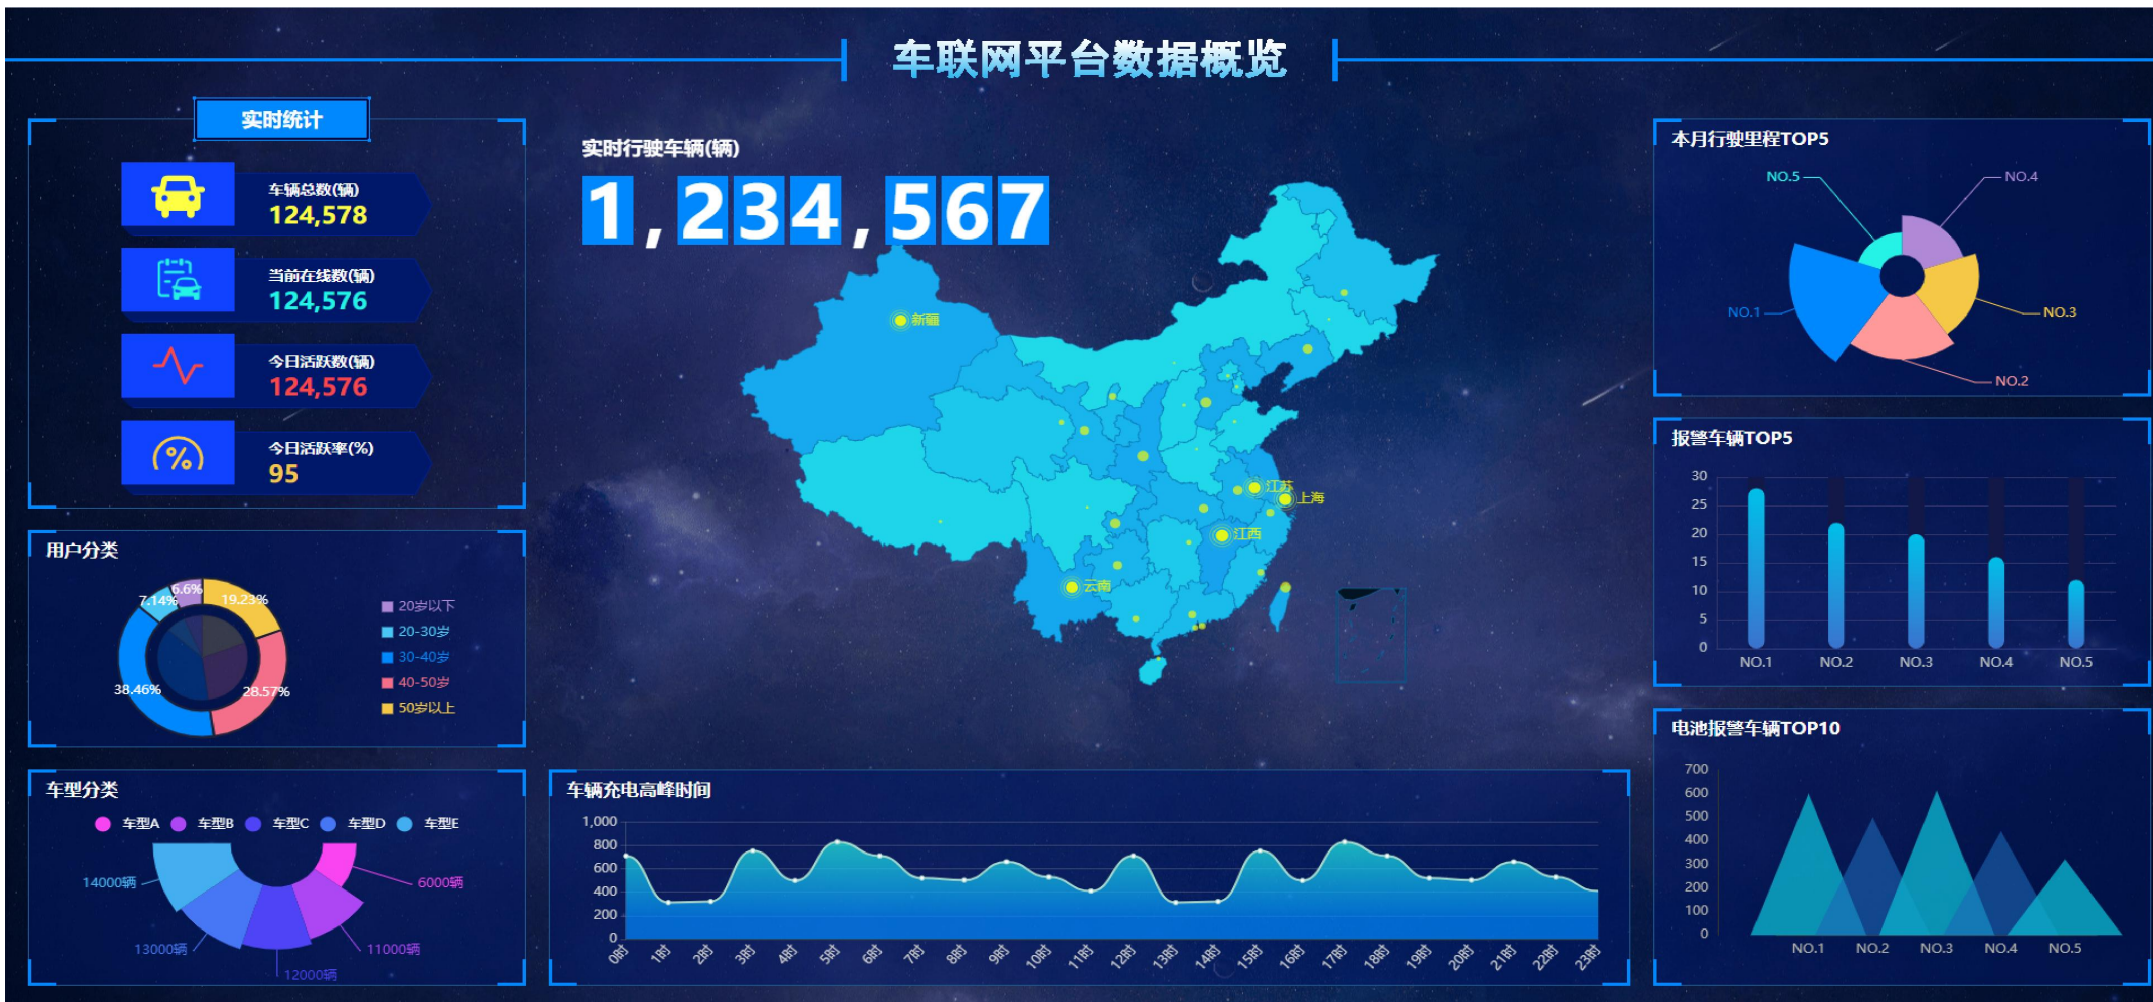 车联网平台数据概览
实时统计
车辆总数(辆)
124,578
当前在线数(辆)
124,576
今日活跃数(辆)
124,576
今日活跃率(%)
95
用户分类
6.6%
7.14%
19.23%
38.46%
28.57%
20岁以下
20-30岁
30-40岁
40-50岁
50岁以上
车型分类
车型A 车型B 车型C 车型D 车型E
14000辆
6000辆
13000辆
11000辆
12000辆
实时行驶车辆(辆)
1,234,567
新疆
江苏
上海
江西
云南
车辆充电高峰时间
1,000
800
600
400
200
0
0时 1时 2时 3时 4时 5时 6时 7时 8时 9时 10时 11时 12时 13时 14时 15时 16时 17时 18时 19时 20时 21时 22时 23时
本月行驶里程TOP5
NO.5
NO.4
NO.1
NO.3
NO.2
报警车辆TOP5
30
25
20
15
10
5
0
NO.1 NO.2 NO.3 NO.4 NO.5
电池报警车辆TOP10
700
600
500
400
300
200
100
0
NO.1 NO.2 NO.3 NO.4 NO.5